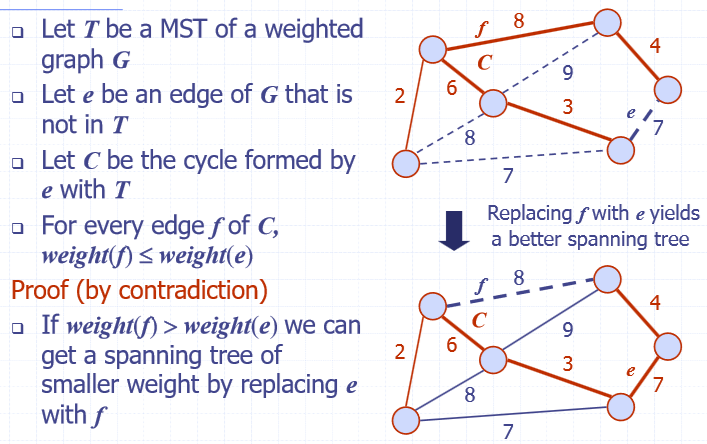 Let T be a MST of a weighted
graph G
Let e be an edge of G that is
not in T
Let C be the cycle formed by
e with T
For every edge f of C,
weight(f) ≤ weight(e)
Proof (by contradiction)
If weight(f) > weight(e) we can
get a spanning tree of
smaller weight by replacing e
with f
f 8
C
4
9
2 6
3
e 7
8
7
Replacing f with e yields
a better spanning tree
f 8
C
4
9
2 6
3
e
7
8
7